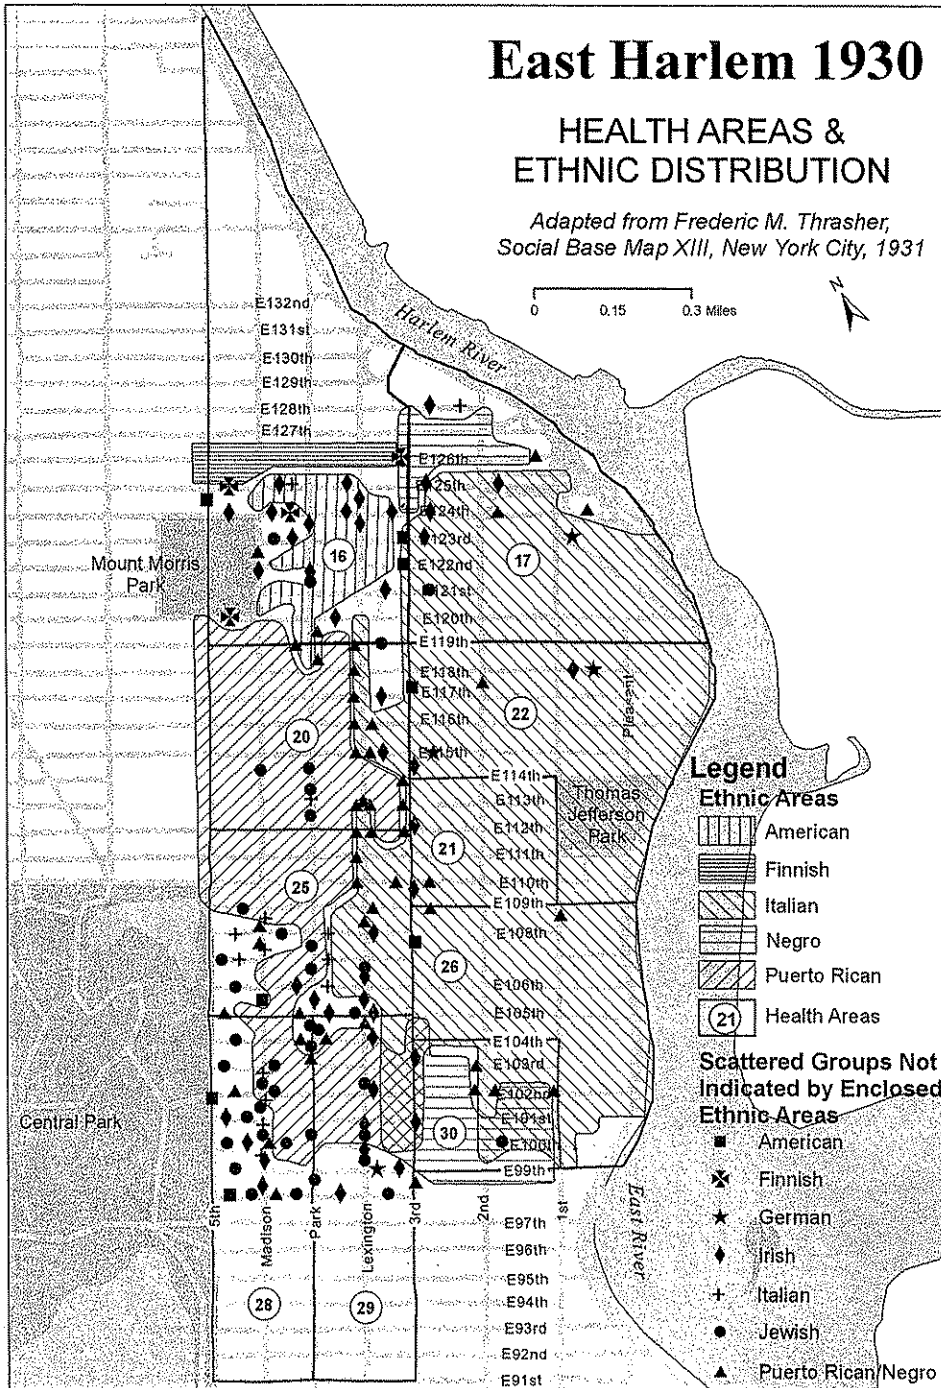 East Harlem 1930
HEALTH AREAS &
ETHNIC DISTRIBUTION
Adapted from Frederic M. Thrasher,
Social Base Map XIII, New York City, 1931
N
0 0.15 0.3 Miles
Harlem River
E132nd
E131st
E130th
E129th
E128th
E127th
E126th
E125th
E124th
E123rd
E122nd
E121st
E120th
E119th
E118th
E117th
E116th
E115th
E114th
E113th
E112th
E111th
E110th
E109th
E108th
E106th
E105th
E104th
E103rd
E102nd
E101st
E100th
E99th
E97th
E96th
E95th
E94th
E93rd
E92nd
E91st
Mount Morris
Park
16
17
20
22
21
25
26
30
28
29
Pleasent
Thomas
Jefferson
Park
Central Park
5th
Madison
Park
Lexington
3rd
2nd
1st
East River
Legend
Ethnic Areas
American
Finnish
Italian
Negro
Puerto Rican
21 Health Areas
Scattered Groups Not
Indicated by Enclosed
Ethnic Areas
American
Finnish
German
Irish
Italian
Jewish
Puerto Rican/Negro